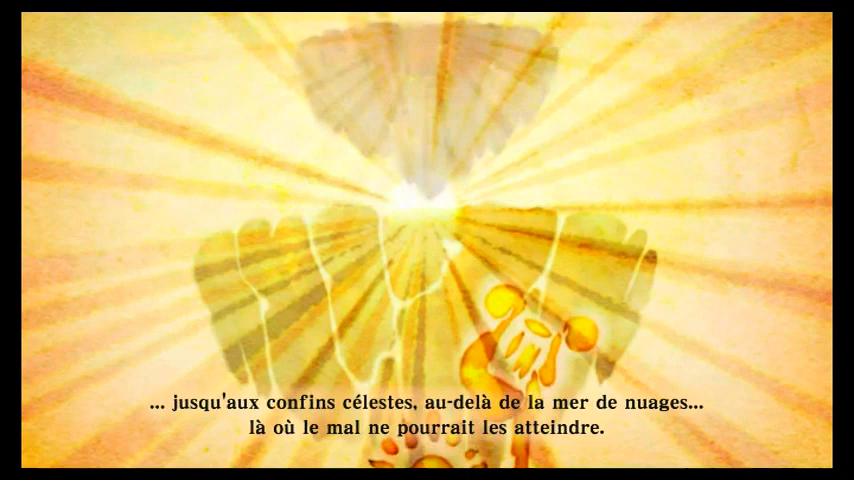 ... jusqu'aux confins célestes, au-delà de la mer de nuages...
là où le mal ne pourrait les atteindre.